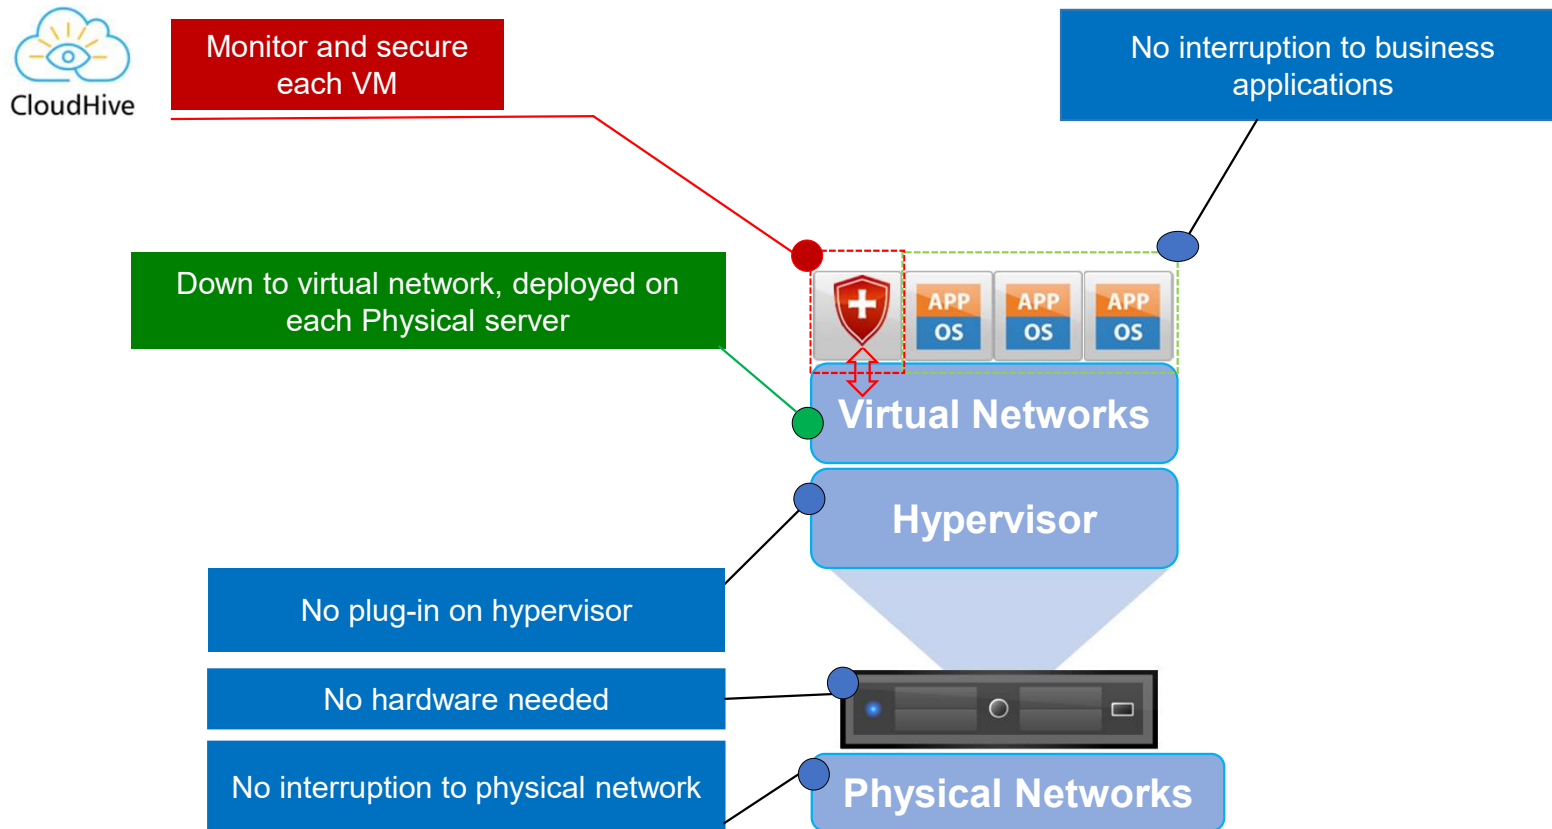 CloudHive
Monitor and secure
each VM
No interruption to business
applications
Down to virtual network, deployed on
each Physical server
APP
OS
APP
OS
APP
OS
Virtual Networks
Hypervisor
No plug-in on hypervisor
No hardware needed
No interruption to physical network
Physical Networks